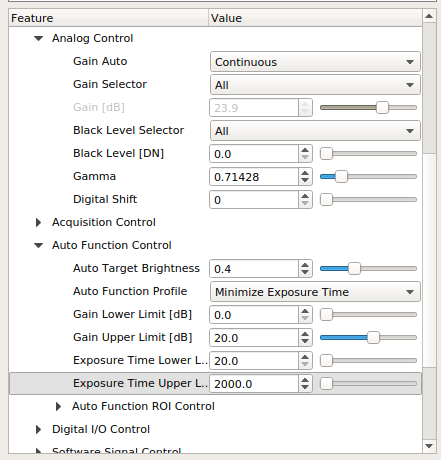 Feature Value
Analog Control
Gain Auto Continuous
Gain Selector All
Gain [dB] 23.9
Black Level Selector All
Black Level [DN] 0.0
Gamma 0.71428
Digital Shift 0
Acquisition Control
Auto Function Control
Auto Target Brightness 0.4
Auto Function Profile Minimize Exposure Time
Gain Lower Limit [dB] 0.0
Gain Upper Limit [dB] 20.0
Exposure Time Lower L... 20.0
Exposure Time Upper L... 2000.0
Auto Function ROI Control
Digital I/O Control
Software Signal Control